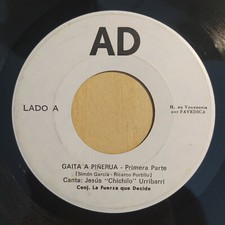 AD
LADO A
H. en Venezuela
por FAVEDICA
GAITA A PIÑERUA - Primera Parte
(Simón García - Ricardo Portillo)
Canta: Jesús "Chichilo" Urribarrí
Conj. La Fuerza que Decide